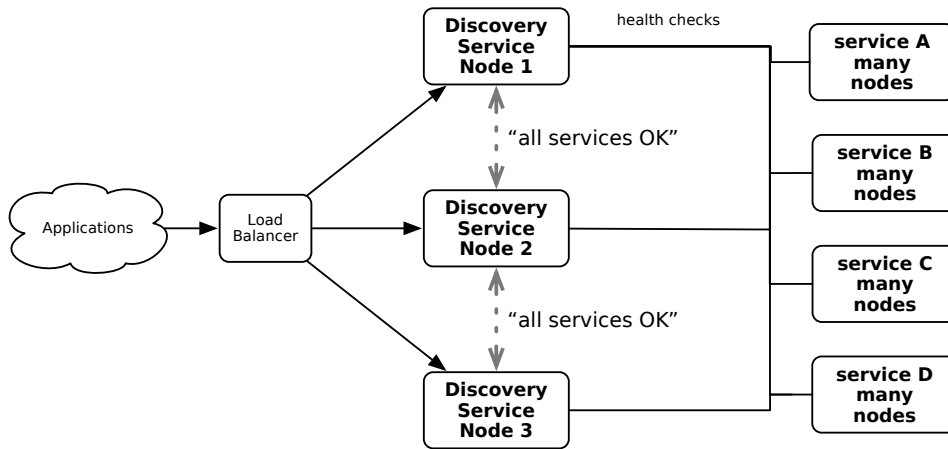 Applications
Load
Balancer
Discovery
Service
Node 1
“all services OK”
Discovery
Service
Node 2
“all services OK”
Discovery
Service
Node 3
health checks
service A
many
nodes
service B
many
nodes
service C
many
nodes
service D
many
nodes